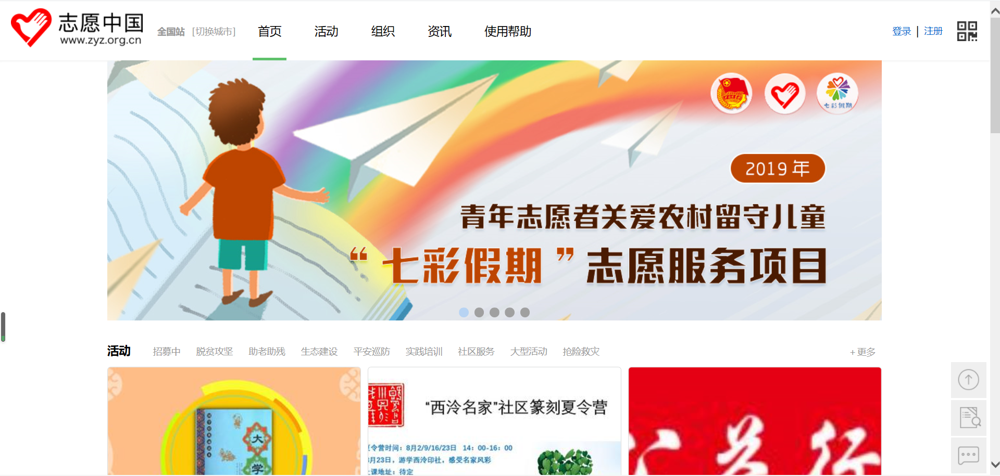 志愿中国
www.zyz.org.cn
全国站 [切换城市] 首页 活动 组织 资讯 使用帮助 登录 | 注册
七彩假期
2019 年
青年志愿者关爱农村留守儿童
“七彩假期”志愿服务项目
活动 招募中 脱贫攻坚 助老助残 生态建设 平安巡防 实践培训 社区服务 大型活动 抢险救灾 + 更多
大学
“西泠名家”社区篆刻夏令营
令营时间：8月2/9/16/23日 14：00-16：00
月23日，游学西泠印社，感受名家风彩
课地址：待定